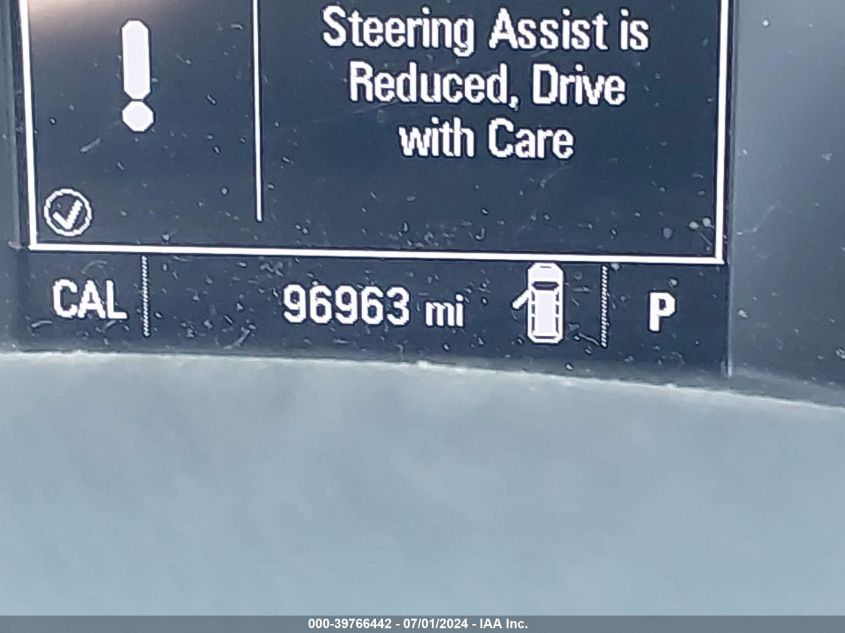 Steering Assist is
Reduced, Drive
with Care
CAL 96963 mi P
000-39766442 - 07/01/2024 - IAA Inc.